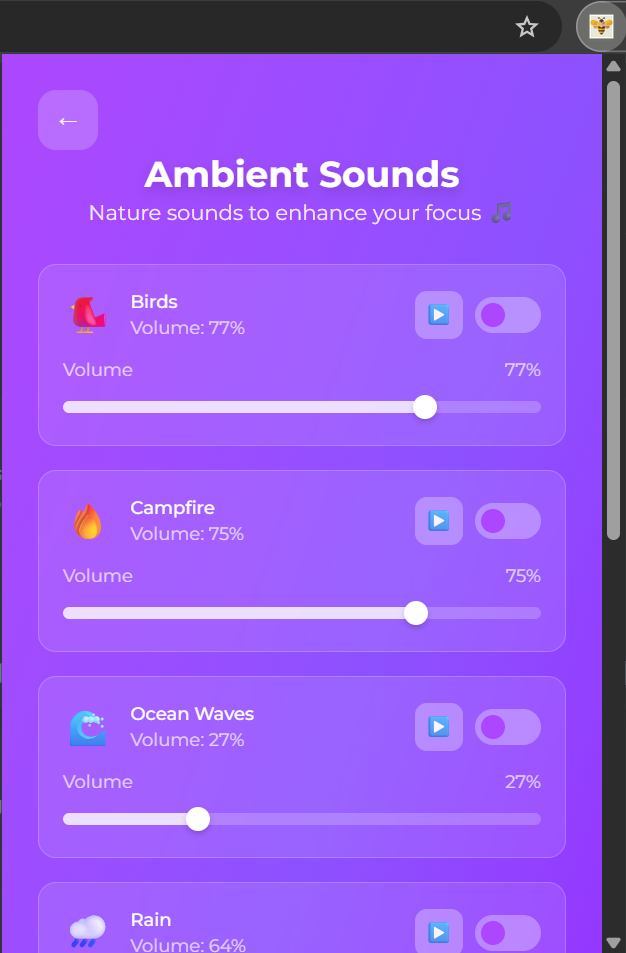 ←
Ambient Sounds
Nature sounds to enhance your focus 🎵
Birds
Volume: 77%
Volume 77%
Campfire
Volume: 75%
Volume 75%
Ocean Waves
Volume: 27%
Volume 27%
Rain
Volume: 64%